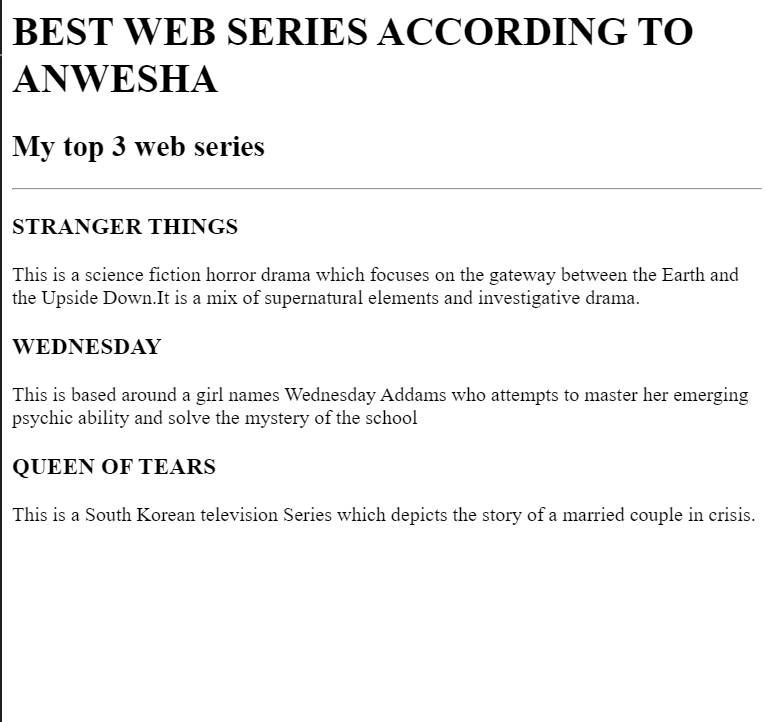 BEST WEB SERIES ACCORDING TO
ANWESHA
My top 3 web series
STRANGER THINGS
This is a science fiction horror drama which focuses on the gateway between the Earth and
the Upside Down.It is a mix of supernatural elements and investigative drama.
WEDNESDAY
This is based around a girl names Wednesday Addams who attempts to master her emerging
psychic ability and solve the mystery of the school
QUEEN OF TEARS
This is a South Korean television Series which depicts the story of a married couple in crisis.